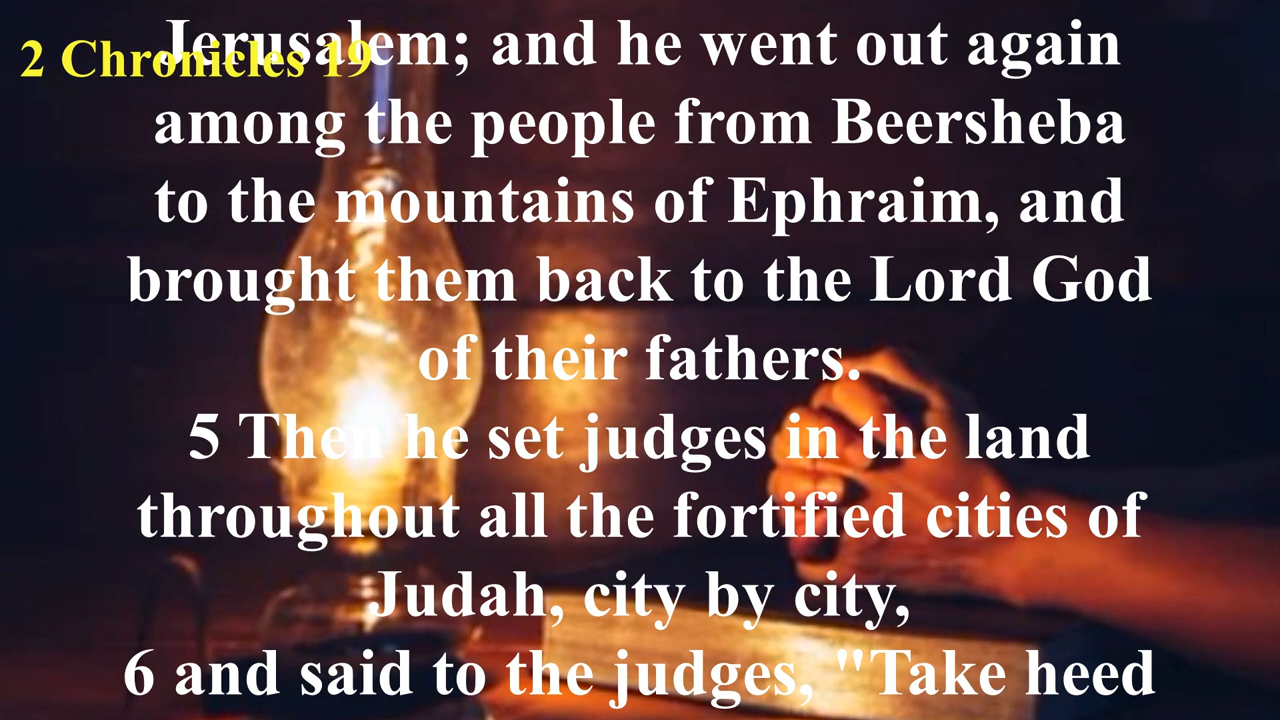 2 Chronicles 19
Jerusalem; and he went out again
among the people from Beersheba
to the mountains of Ephraim, and
brought them back to the Lord God
of their fathers.
5 Then he set judges in the land
throughout all the fortified cities of
Judah, city by city,
6 and said to the judges, "Take heed